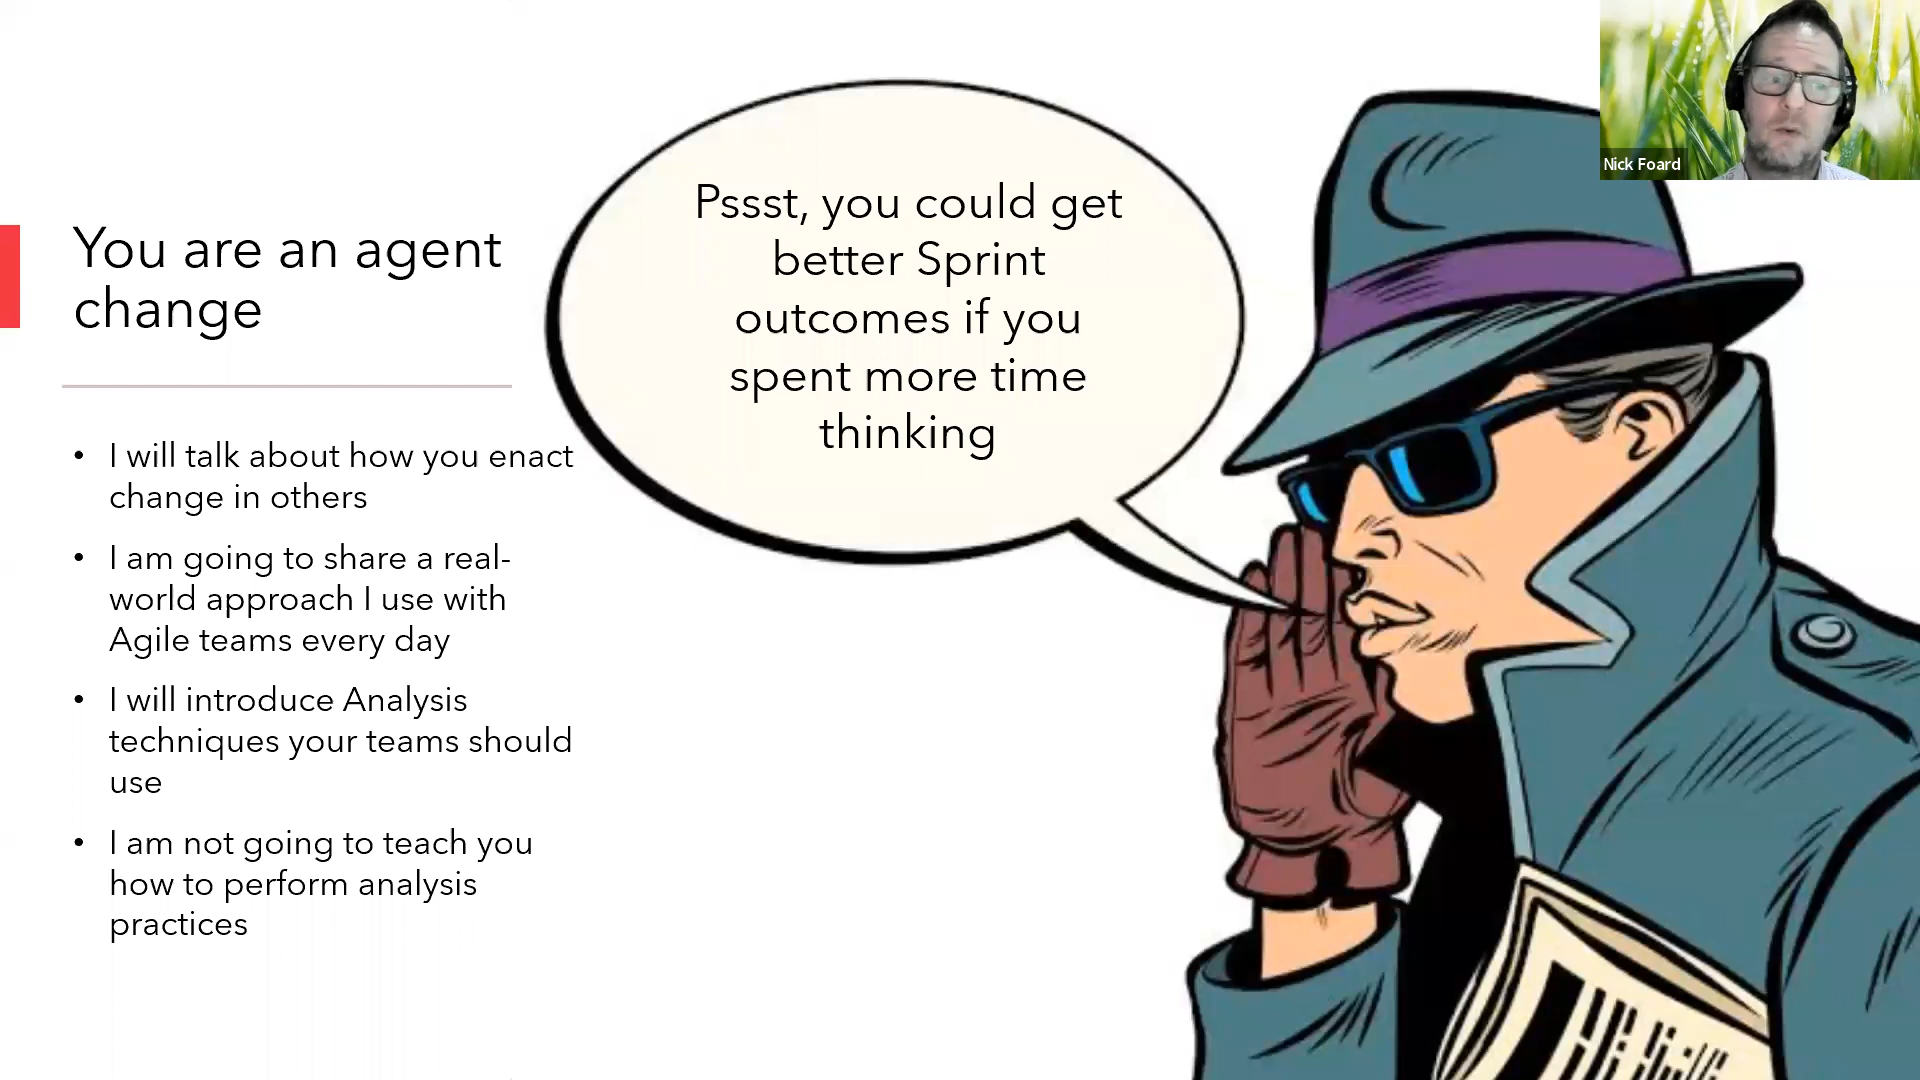 You are an agent
change
• I will talk about how you enact
change in others
• I am going to share a real-
world approach I use with
Agile teams every day
• I will introduce Analysis
techniques your teams should
use
• I am not going to teach you
how to perform analysis
practices
Pssst, you could get
better Sprint
outcomes if you
spent more time
thinking
Nick Foard